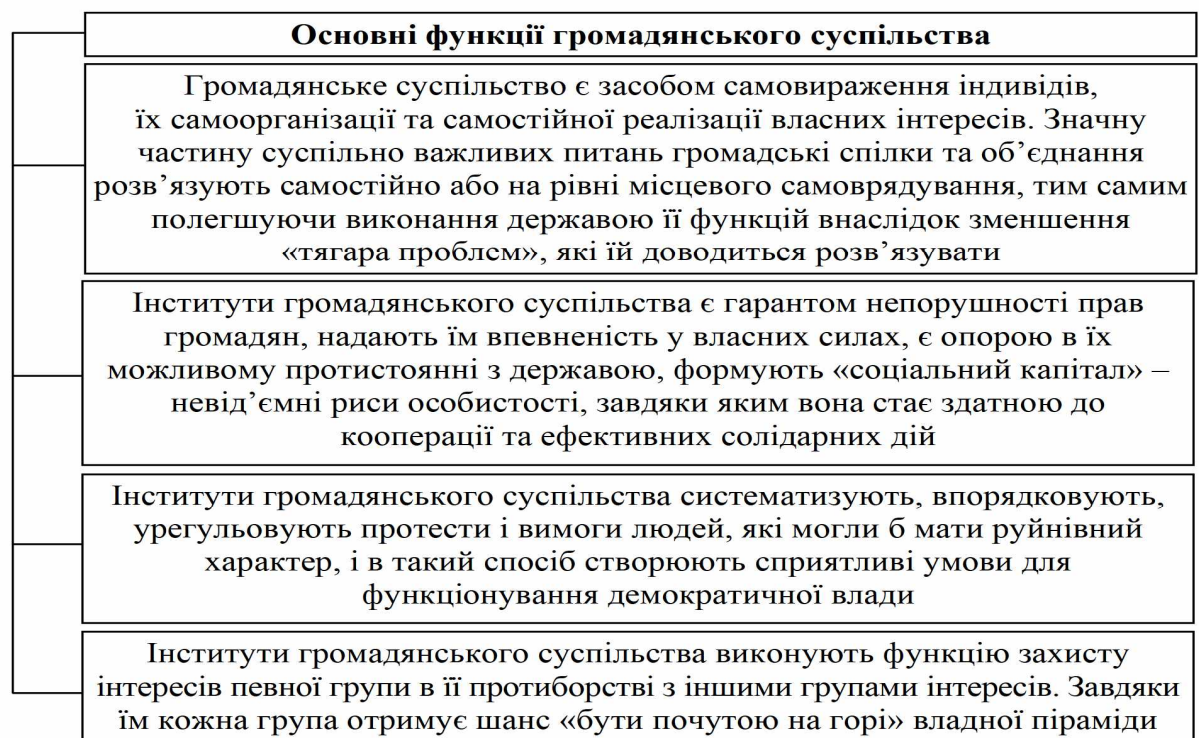 Основні функції громадянського суспільства
Громадянське суспільство є засобом самовираження індивідів,
їх самоорганізації та самостійної реалізації власних інтересів. Значну
частину суспільно важливих питань громадські спілки та об’єднання
розв’язують самостійно або на рівні місцевого самоврядування, тим самим
полегшуючи виконання державою її функцій внаслідок зменшення
«тягара проблем», які їй доводиться розв’язувати
Інститути громадянського суспільства є гарантом непорушності прав
громадян, надають їм впевненість у власних силах, є опорою в їх
можливому протистоянні з державою, формують «соціальний капітал» –
невід’ємні риси особистості, завдяки яким вона стає здатною до
кооперації та ефективних солідарних дій
Інститути громадянського суспільства систематизують, впорядковують,
урегульовують протести і вимоги людей, які могли б мати руйнівний
характер, і в такий спосіб створюють сприятливі умови для
функціонування демократичної влади
Інститути громадянського суспільства виконують функцію захисту
інтересів певної групи в її протиборстві з іншими групами інтересів. Завдяки
їм кожна група отримує шанс «бути почутою на горі» владної піраміди